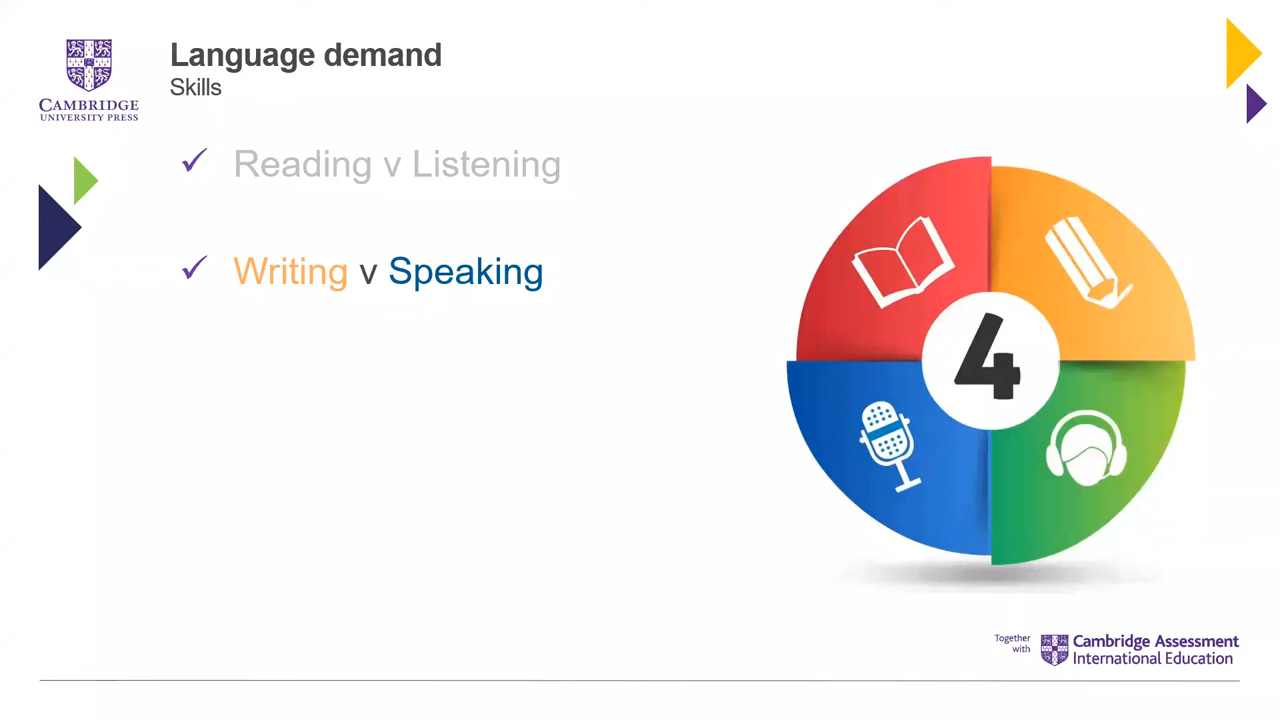 Language demand
Skills
CAMBRIDGE
UNIVERSITY PRESS
Reading v Listening
Writing v Speaking
4
Together
with
Cambridge Assessment
International Education